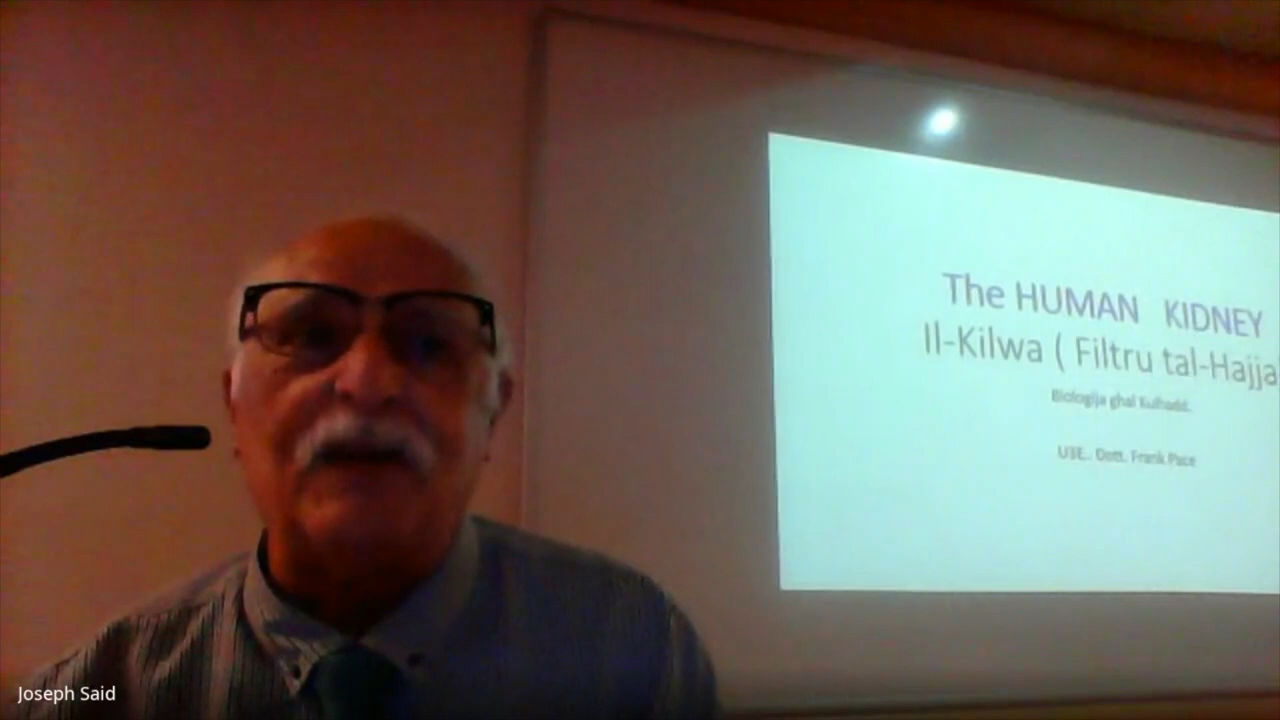 The HUMAN KIDNEY
Il-Kilwa ( Filtru tal-Hajja
Biologija ghal Kulhadd.
U3E.. Dott. Frank Pace
Joseph Said